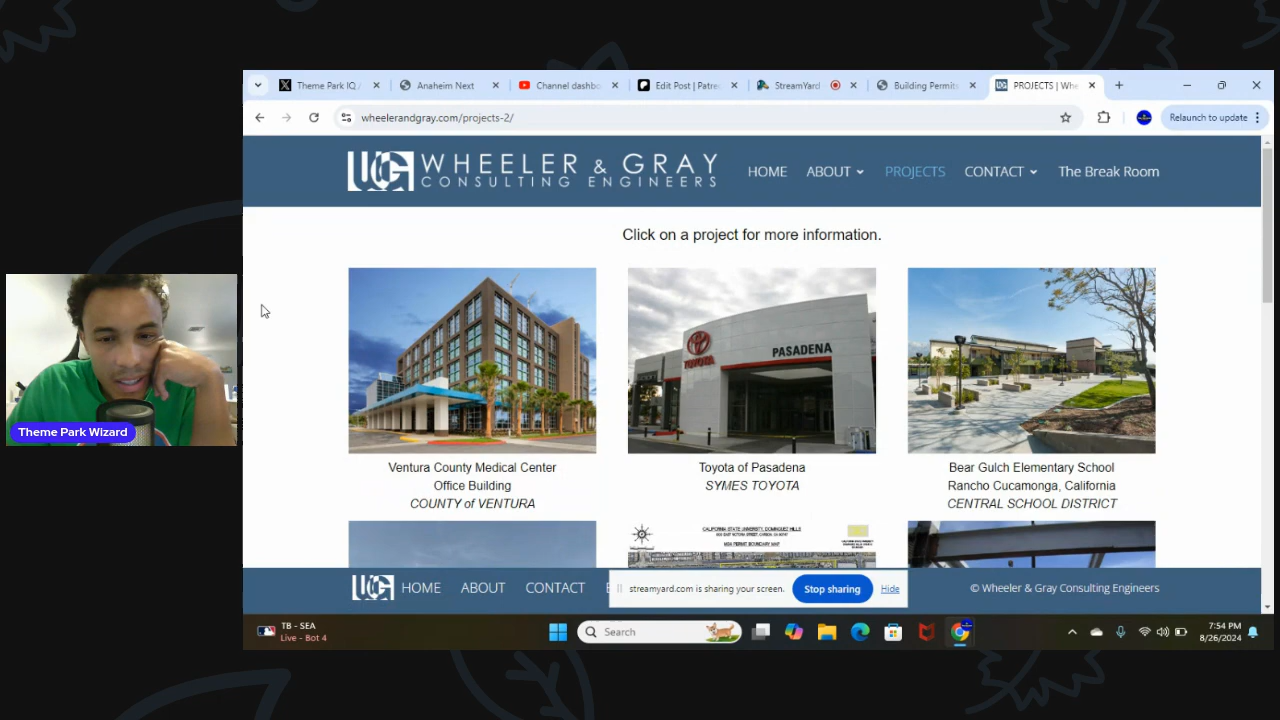 Theme Park IQ /
Anaheim Next
Channel dashbo
Edit Post | Patre
StreamYard
Building Permits
PROJECTS | Whe
wheelerandgray.com/projects-2/
Relaunch to update
WHEELER & GRAY
CONSULTING ENGINEERS
HOME
ABOUT
PROJECTS
CONTACT
The Break Room
Click on a project for more information.
TOYOTA
PASADENA
Ventura County Medical Center
Office Building
COUNTY of VENTURA
Toyota of Pasadena
SYMES TOYOTA
Bear Gulch Elementary School
Rancho Cucamonga, California
CENTRAL SCHOOL DISTRICT
Theme Park Wizard
CALIFORNIA STATE UNIVERSITY, DOMINGUEZ HILLS
HOME
ABOUT
CONTACT
streamyard.com is sharing your screen.
Stop sharing
Hide
© Wheeler & Gray Consulting Engineers
TB - SEA
Live - Bot 4
Search
7:54 PM
8/26/2024